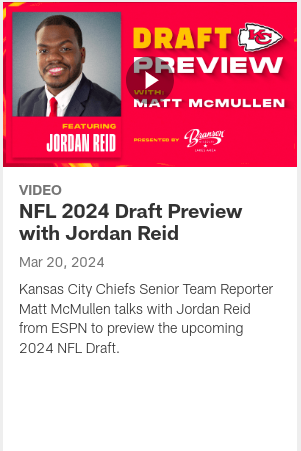 DRAFT
PREVIEW
WITH:
MATT McMULLEN
FEATURING
JORDAN REID
PRESENTED BY
Branson
VIDEO
NFL 2024 Draft Preview
with Jordan Reid
Mar 20, 2024
Kansas City Chiefs Senior Team Reporter
Matt McMullen talks with Jordan Reid
from ESPN to preview the upcoming
2024 NFL Draft.